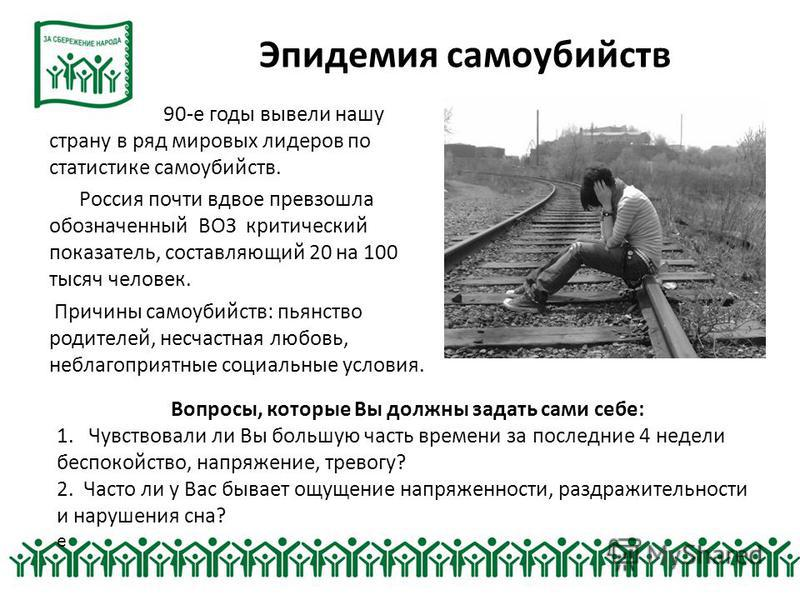 ЗА СБЕРЕЖЕНИЕ НАРОДА
Эпидемия самоубийств
90-е годы вывели нашу
страну в ряд мировых лидеров по
статистике самоубийств.
Россия почти вдвое превзошла
обозначенный ВОЗ критический
показатель, составляющий 20 на 100
тысяч человек.
Причины самоубийств: пьянство
родителей, несчастная любовь,
неблагоприятные социальные условия.
Вопросы, которые Вы должны задать сами себе:
1. Чувствовали ли Вы большую часть времени за последние 4 недели
беспокойство, напряжение, тревогу?
2. Часто ли у Вас бывает ощущение напряженности, раздражительности
и нарушения сна?
е
MyShared